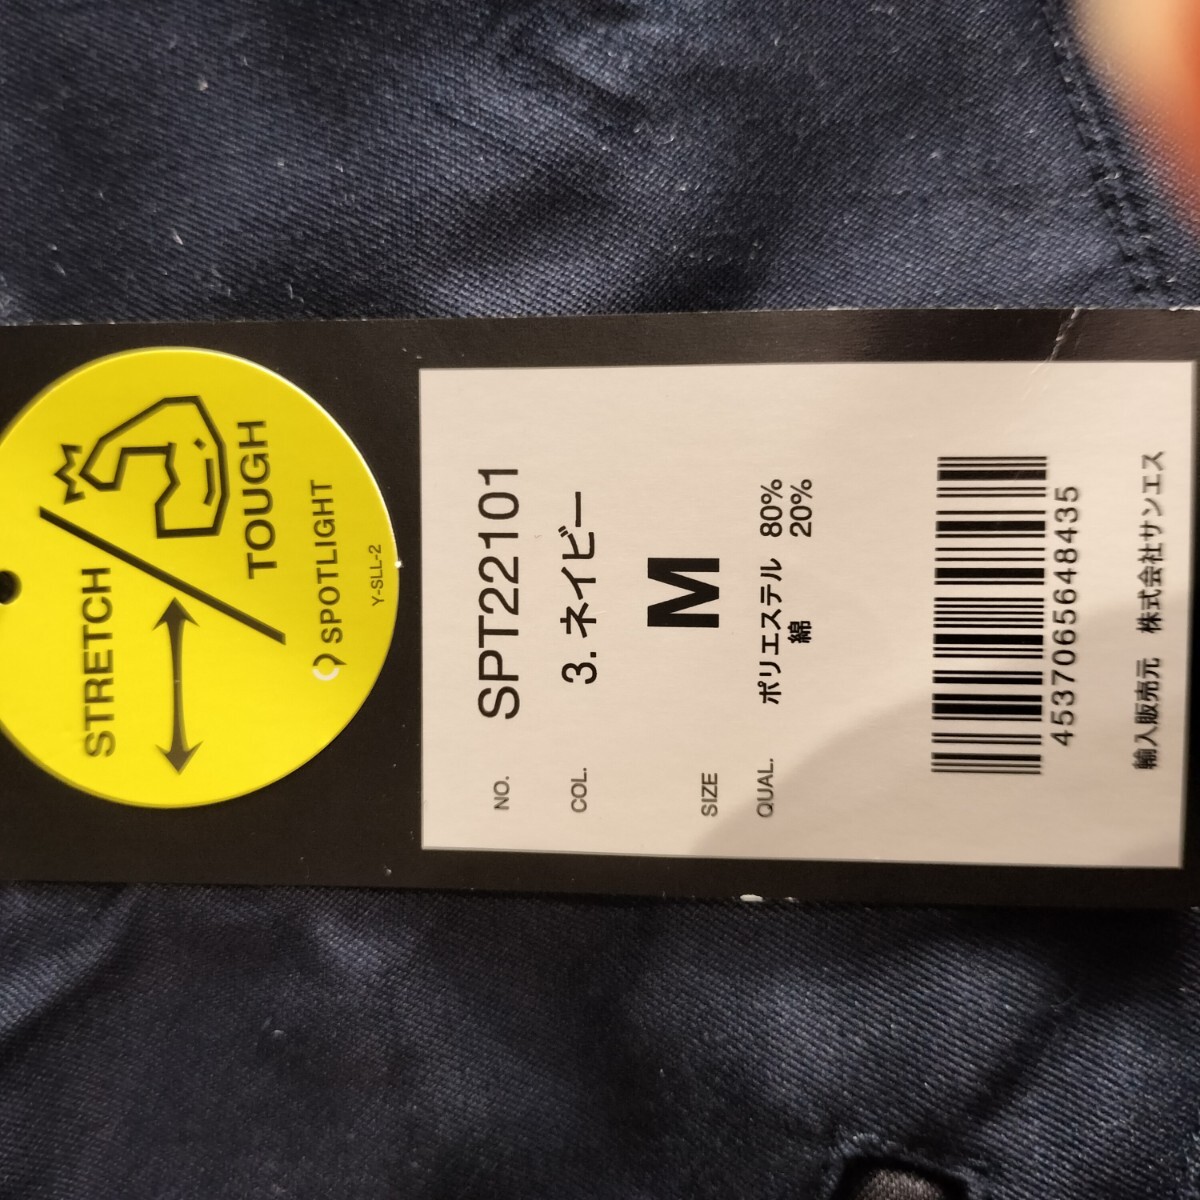 STRETCH
TOUGH
SPOTLIGHT
Y-SLL-2
NO. SPT22101
COL. 3. ネイビー
SIZE M
QUAL. ポリエステル 80%
綿 20%
4537065648435
輸入販売元 株式会社サンエス